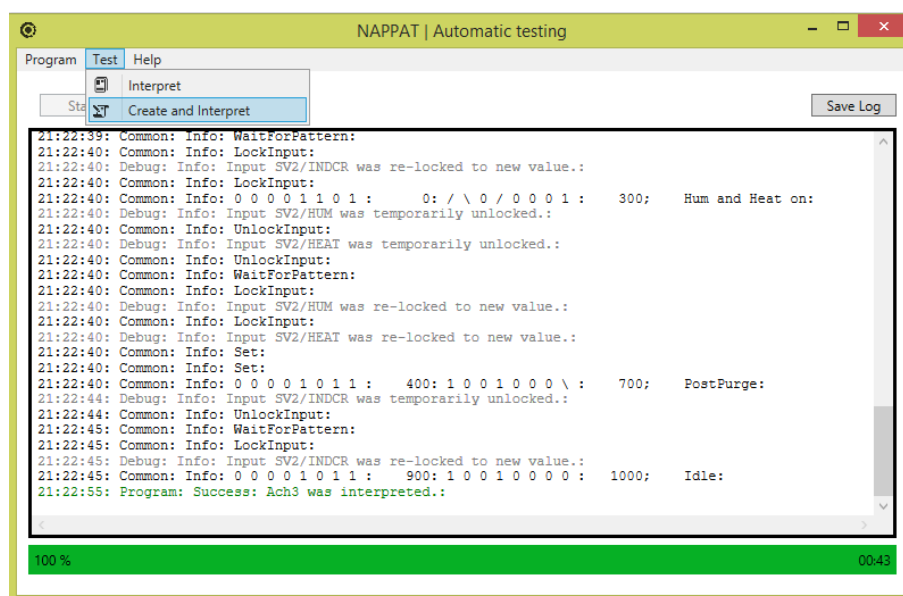 NAPPAT | Automatic testing
Program Test Help
Interpret
Sta
Create and Interpret
Save Log
21:22:39: Common: Info: WaitForPattern:
21:22:40: Common: Info: LockInput:
21:22:40: Debug: Info: Input SV2/INDCR was re-locked to new value.:
21:22:40: Common: Info: LockInput:
21:22:40: Common: Info: 0 0 0 0 1 1 0 1 : 0: / \ 0 / 0 0 0 1 : 300; Hum and Heat on:
21:22:40: Debug: Info: Input SV2/HUM was temporarily unlocked.:
21:22:40: Common: Info: UnlockInput:
21:22:40: Debug: Info: Input SV2/HEAT was temporarily unlocked.:
21:22:40: Common: Info: UnlockInput:
21:22:40: Common: Info: WaitForPattern:
21:22:40: Common: Info: LockInput:
21:22:40: Debug: Info: Input SV2/HUM was re-locked to new value.:
21:22:40: Common: Info: LockInput:
21:22:40: Debug: Info: Input SV2/HEAT was re-locked to new value.:
21:22:40: Common: Info: Set:
21:22:40: Common: Info: Set:
21:22:40: Common: Info: 0 0 0 0 1 0 1 1 : 400: 1 0 0 1 0 0 0 \ : 700; PostPurge:
21:22:44: Debug: Info: Input SV2/INDCR was temporarily unlocked.:
21:22:44: Common: Info: UnlockInput:
21:22:45: Common: Info: WaitForPattern:
21:22:45: Common: Info: LockInput:
21:22:45: Debug: Info: Input SV2/INDCR was re-locked to new value.:
21:22:45: Common: Info: 0 0 0 0 1 0 1 1 : 900: 1 0 0 1 0 0 0 0 : 1000; Idle:
21:22:55: Program: Success: Ach3 was interpreted.:
100 % 00:43